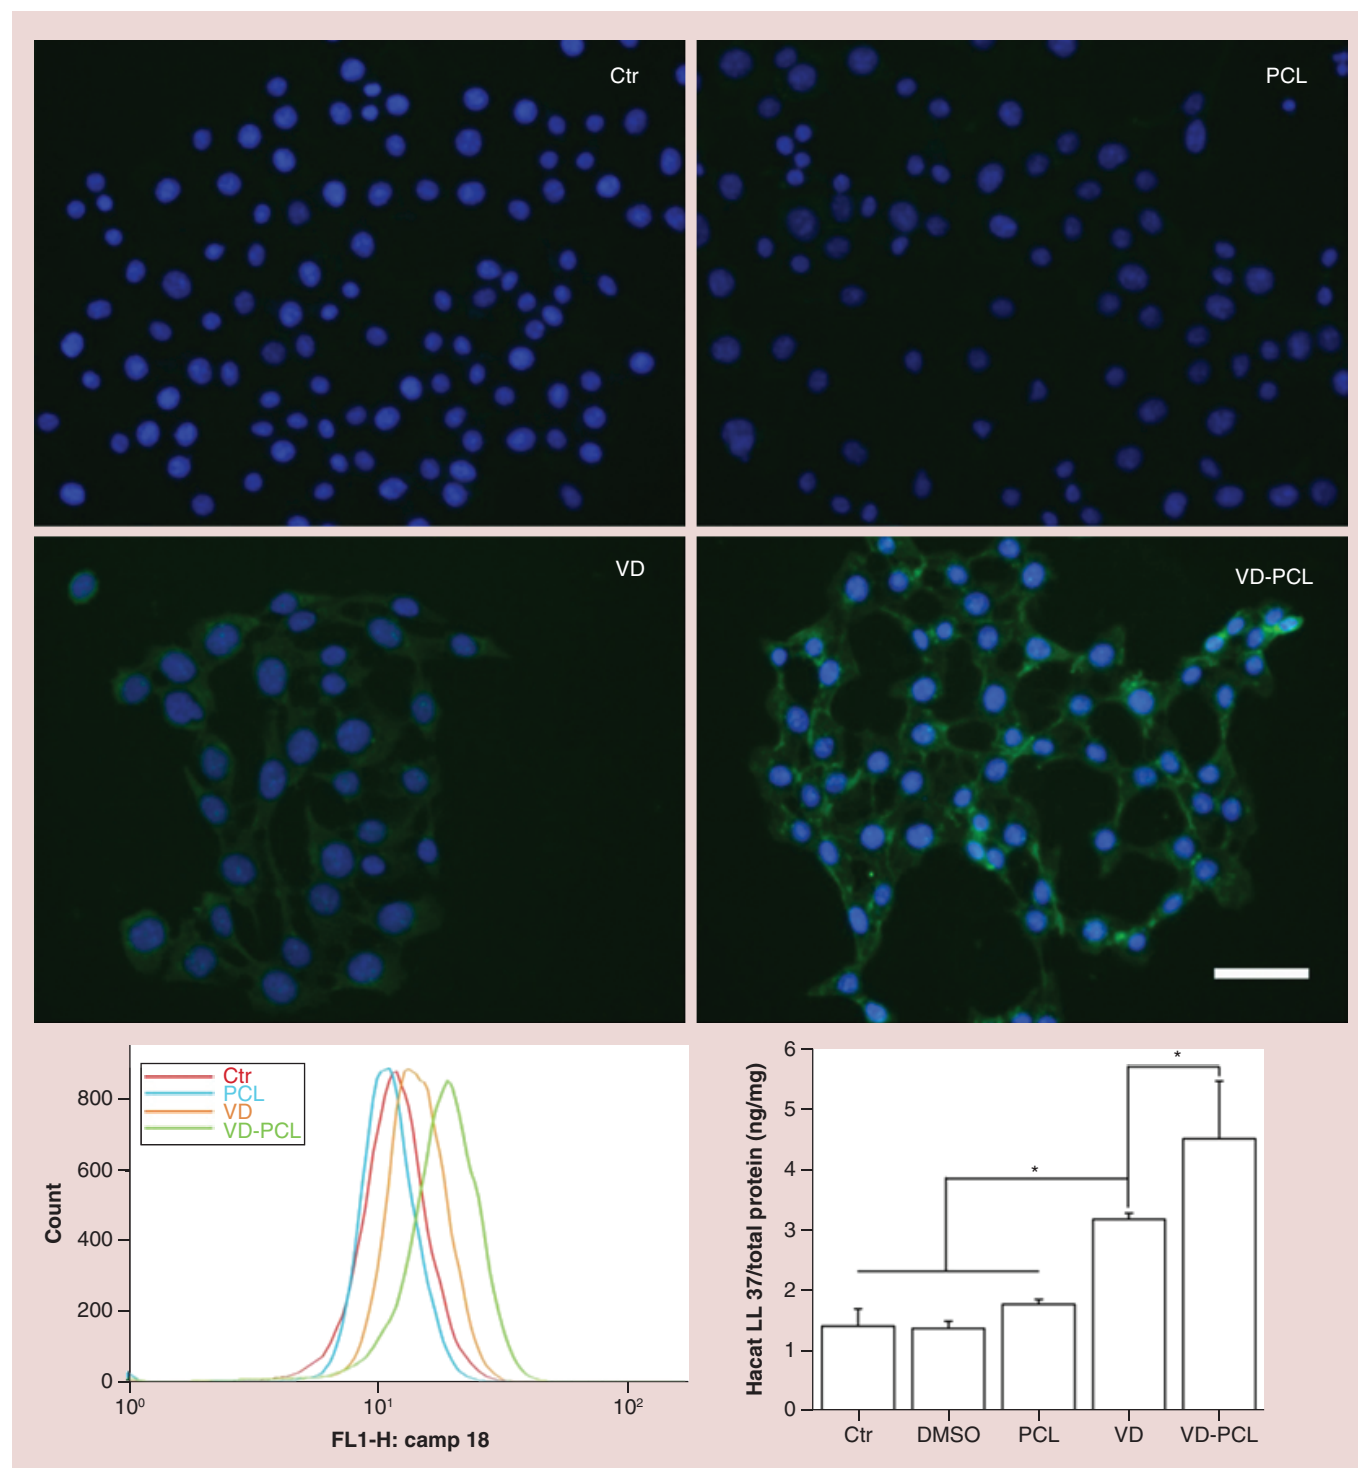 Ctr
PCL
VD
VD-PCL
Ctr
PCL
VD
VD-PCL
800
600
400
200
0
Count
10⁰
10¹
10²
FL1-H: camp 18
6
5
4
3
2
1
0
Hacat LL 37/total protein (ng/mg)
*
*
Ctr
DMSO
PCL
VD
VD-PCL